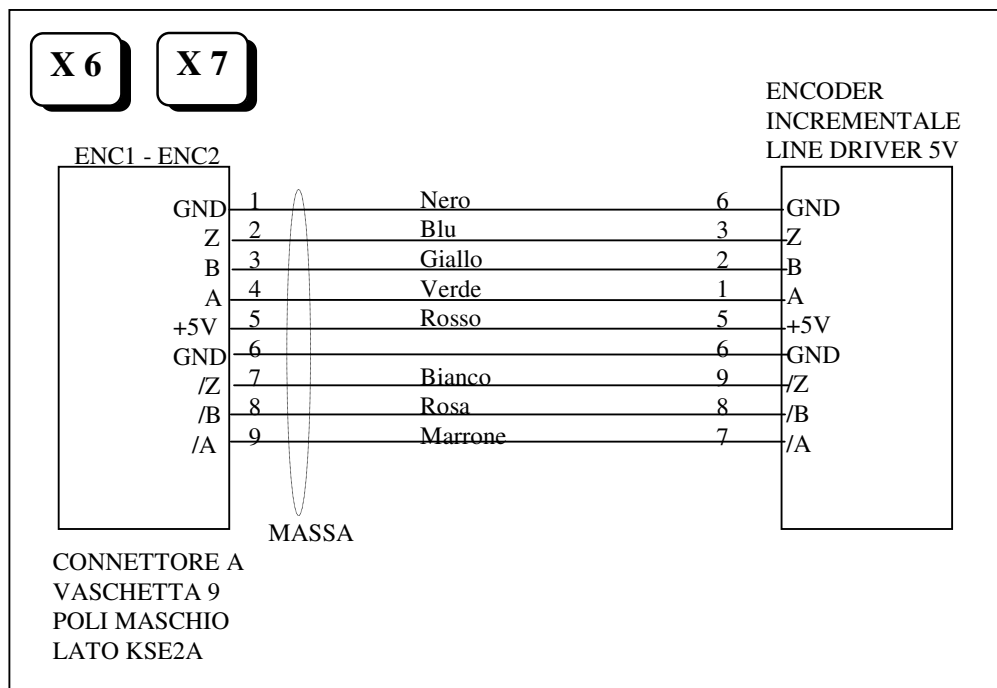 X 6
X 7
ENCODER
INCREMENTALE
LINE DRIVER 5V
ENC1 - ENC2
GND 1 Nero 6 GND
Z 2 Blu 3 Z
B 3 Giallo 2 B
A 4 Verde 1 A
+5V 5 Rosso 5 +5V
GND 6 6 GND
/Z 7 Bianco 9 /Z
/B 8 Rosa 8 /B
/A 9 Marrone 7 /A
MASSA
CONNETTORE A
VASCHETTA 9
POLI MASCHIO
LATO KSE2A